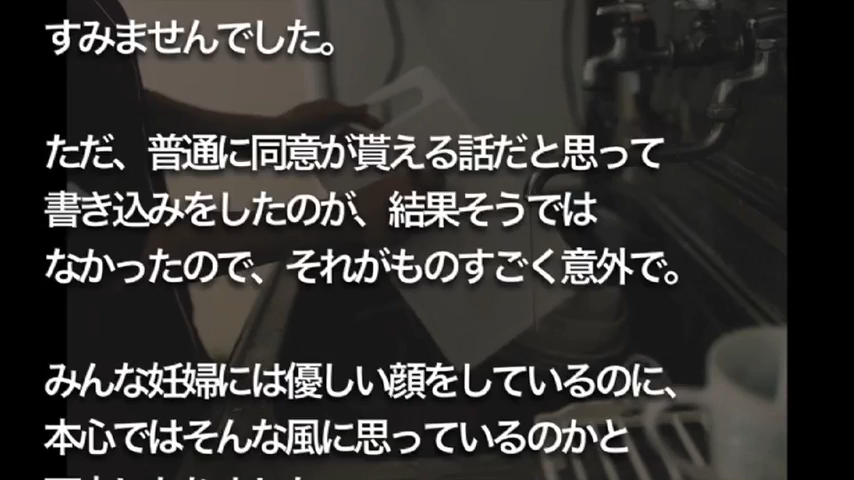 すみませんでした。
ただ、普通に同意が貰える話だと思って
書き込みをしたのが、結果そうでは
なかったので、それがものすごく意外で。
みんな妊婦には優しい顔をしているのに、
本心ではそんな風に思っているのかと